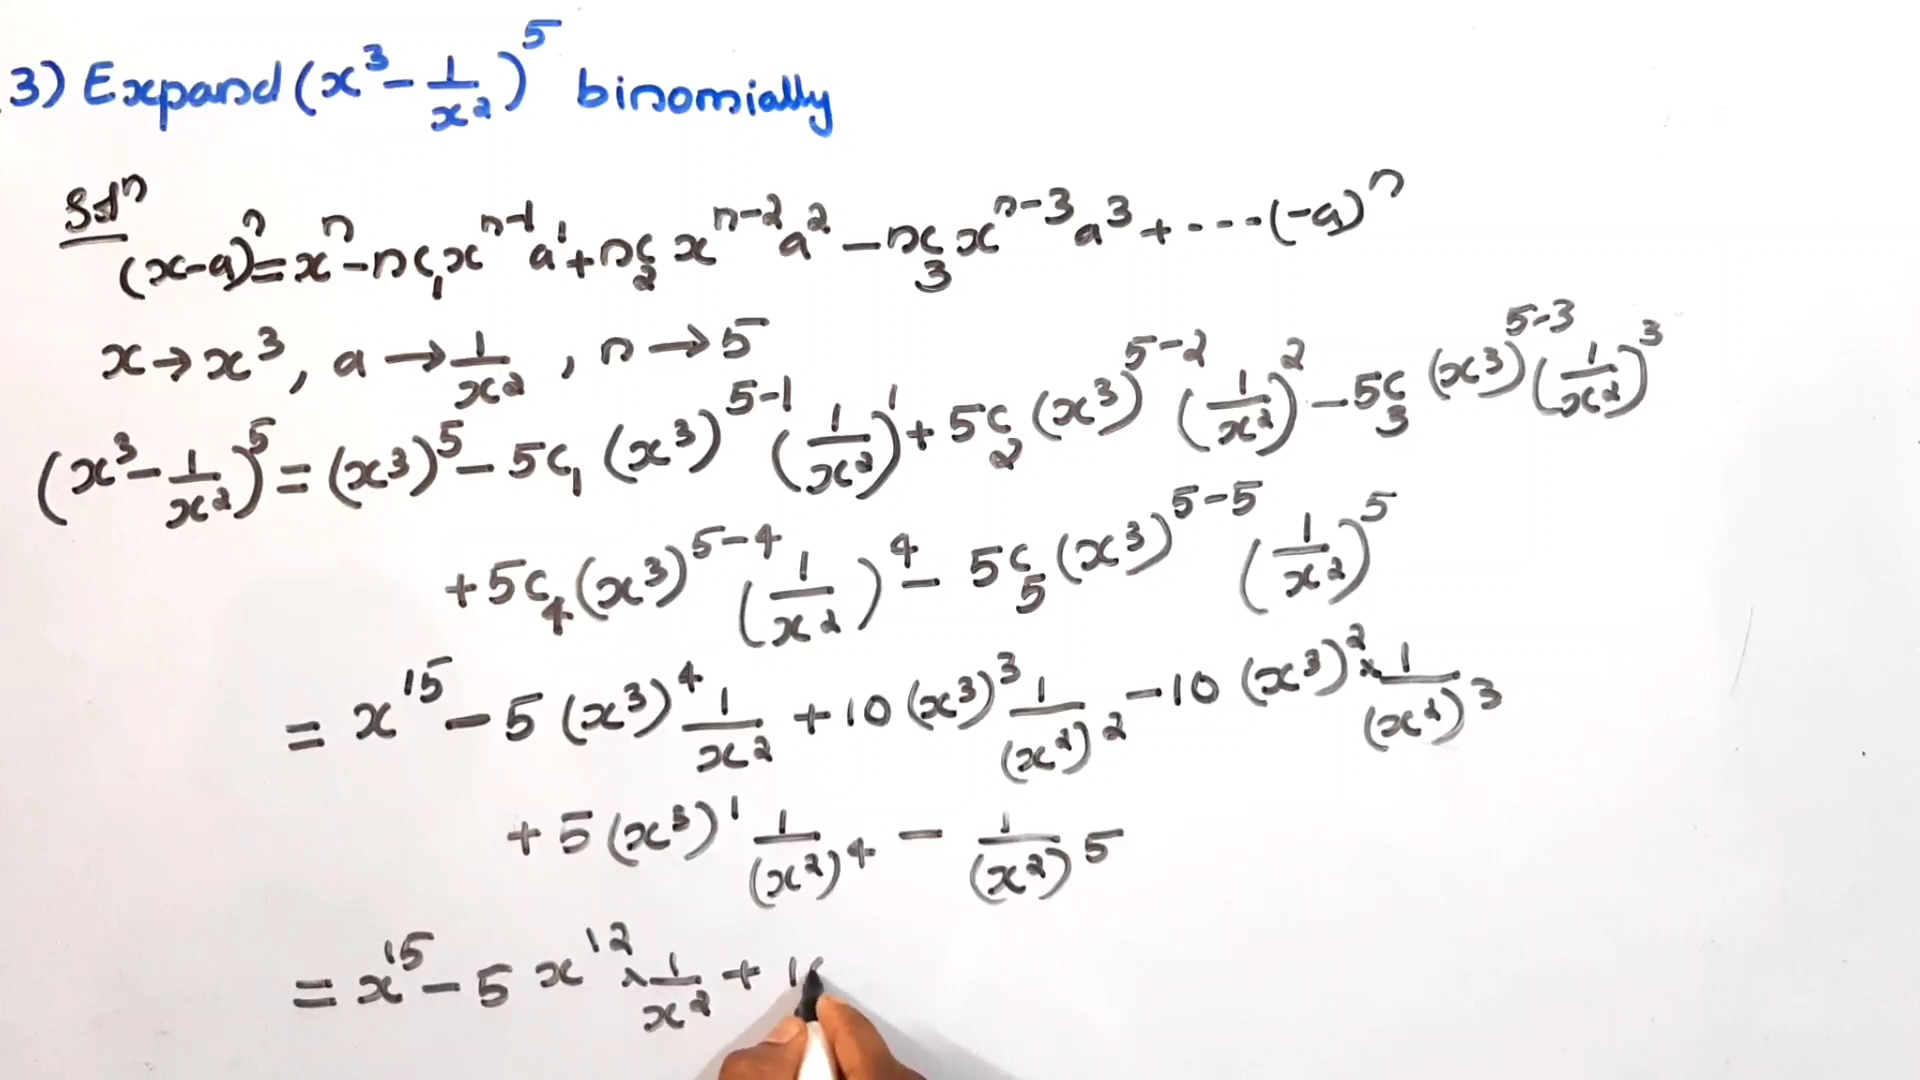 3) Expand (x³ - 1/x²)⁵ binomially
Solⁿ
(x-a)ⁿ = xⁿ - nC₁ xⁿ⁻¹ a¹ + nC₂ xⁿ⁻² a² - nC₃ xⁿ⁻³ a³ + ---- (-a)ⁿ
x → x³, a → 1/x², n → 5
(x³ - 1/x²)⁵ = (x³)⁵ - 5C₁ (x³)⁵⁻¹ (1/x²)¹ + 5C₂ (x³)⁵⁻² (1/x²)² - 5C₃ (x³)⁵⁻³ (1/x²)³
+ 5C₄ (x³)⁵⁻⁴ (1/x²)⁴ - 5C₅ (x³)⁵⁻⁵ (1/x²)⁵
= x¹⁵ - 5 (x³)⁴ 1/x² + 10 (x³)³ 1/(x²)² - 10 (x³)² × 1/(x²)³
+ 5 (x³)¹ 1/(x²)⁴ - 1/(x²)⁵
= x¹⁵ - 5 x¹² × 1/x² + 1